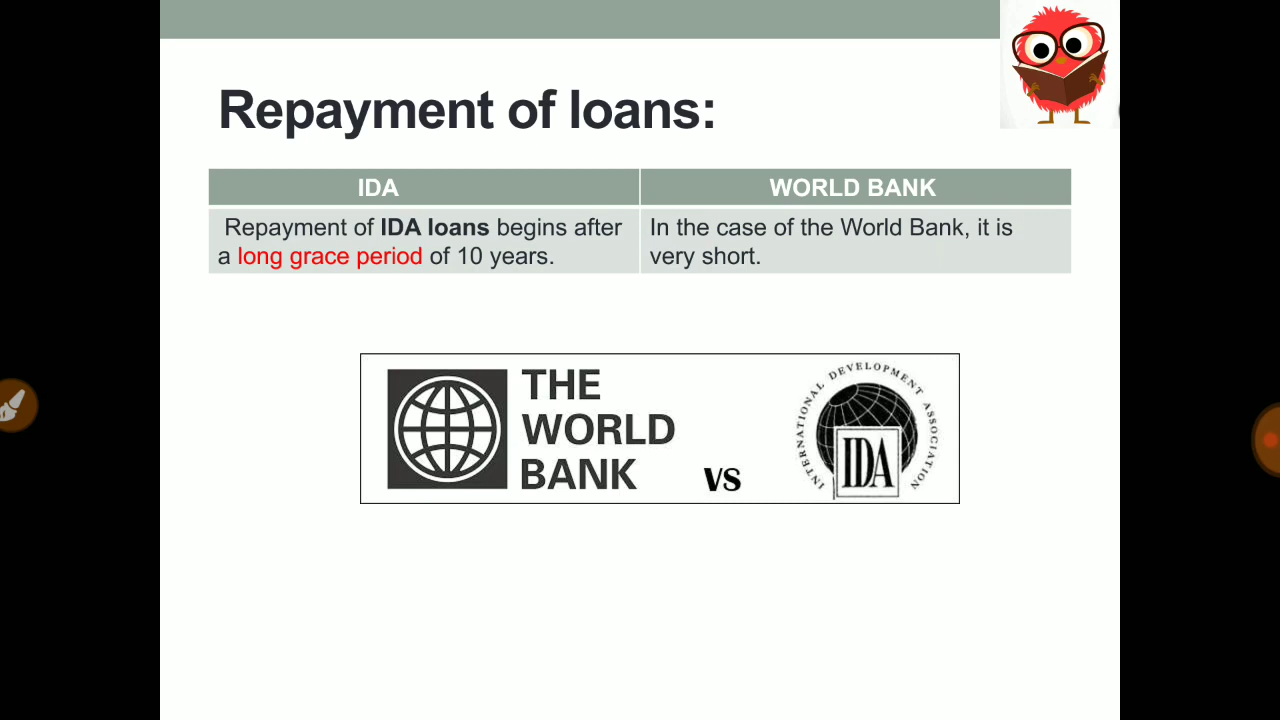 Repayment of loans:
IDA
WORLD BANK
Repayment of IDA loans begins after
a long grace period of 10 years.
In the case of the World Bank, it is
very short.
THE
WORLD
BANK
VS
INTERNATIONAL DEVELOPMENT ASSOCIATION
IDA